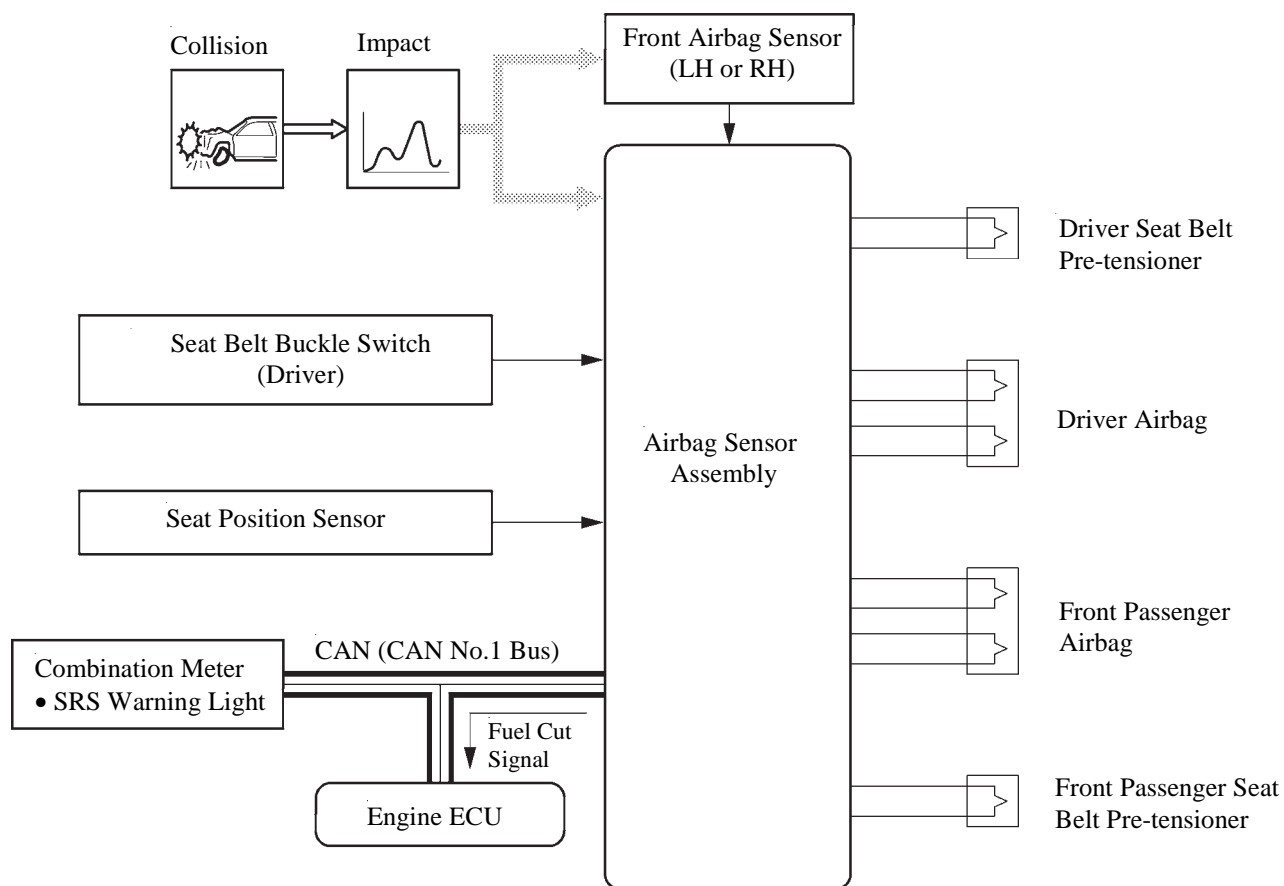 Collision
Impact
Front Airbag Sensor
(LH or RH)
Driver Seat Belt
Pre-tensioner
Seat Belt Buckle Switch
(Driver)
Driver Airbag
Airbag Sensor
Assembly
Seat Position Sensor
Front Passenger
Airbag
CAN (CAN No.1 Bus)
Combination Meter
• SRS Warning Light
Fuel Cut
Signal
Engine ECU
Front Passenger Seat
Belt Pre-tensioner